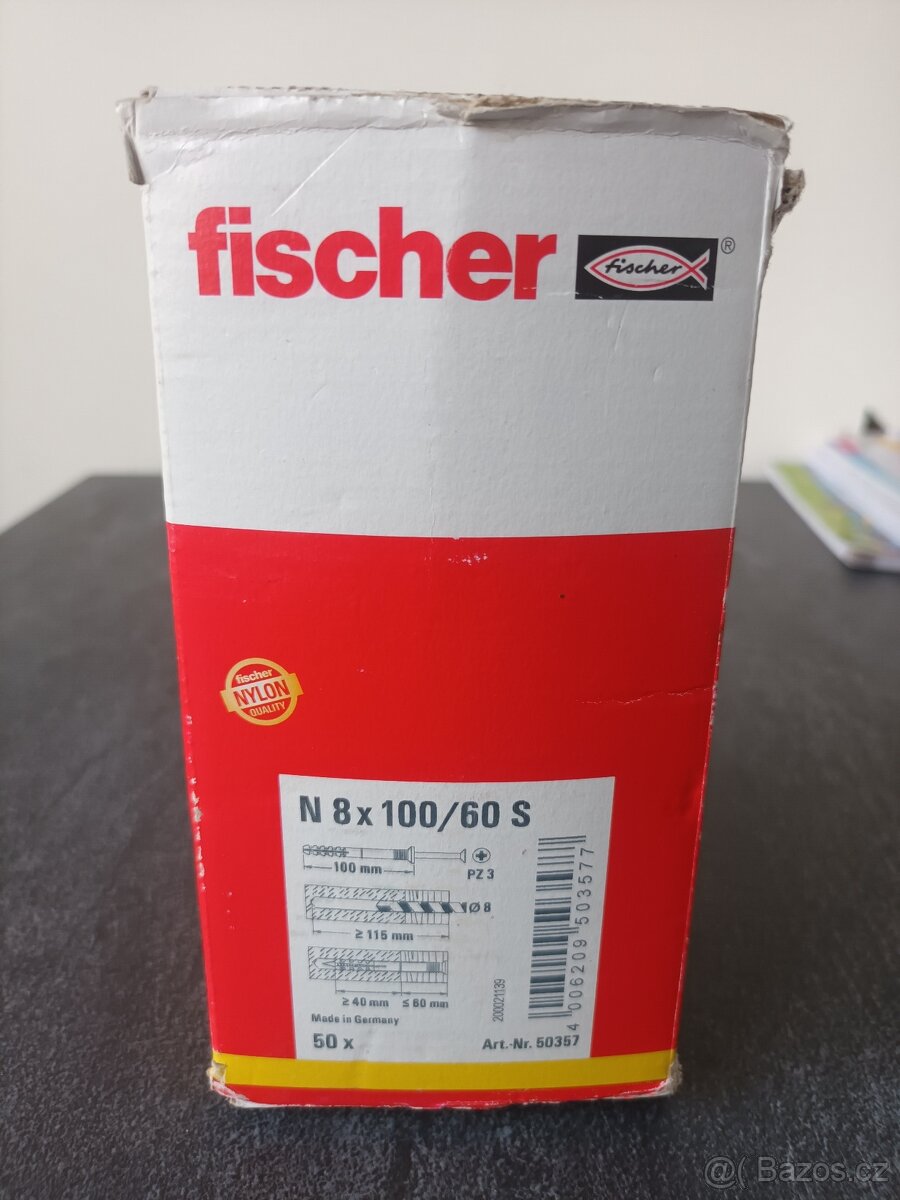 fischer
fischer ®
fischer
NYLON
QUALITY
N 8 x 100/60 S
100 mm
PZ 3
Ø 8
≥ 115 mm
≥ 40 mm ≤ 60 mm
Made in Germany
50 x
200021139
Art.-Nr. 50357
4 006209 503577
@( Bazos.cz